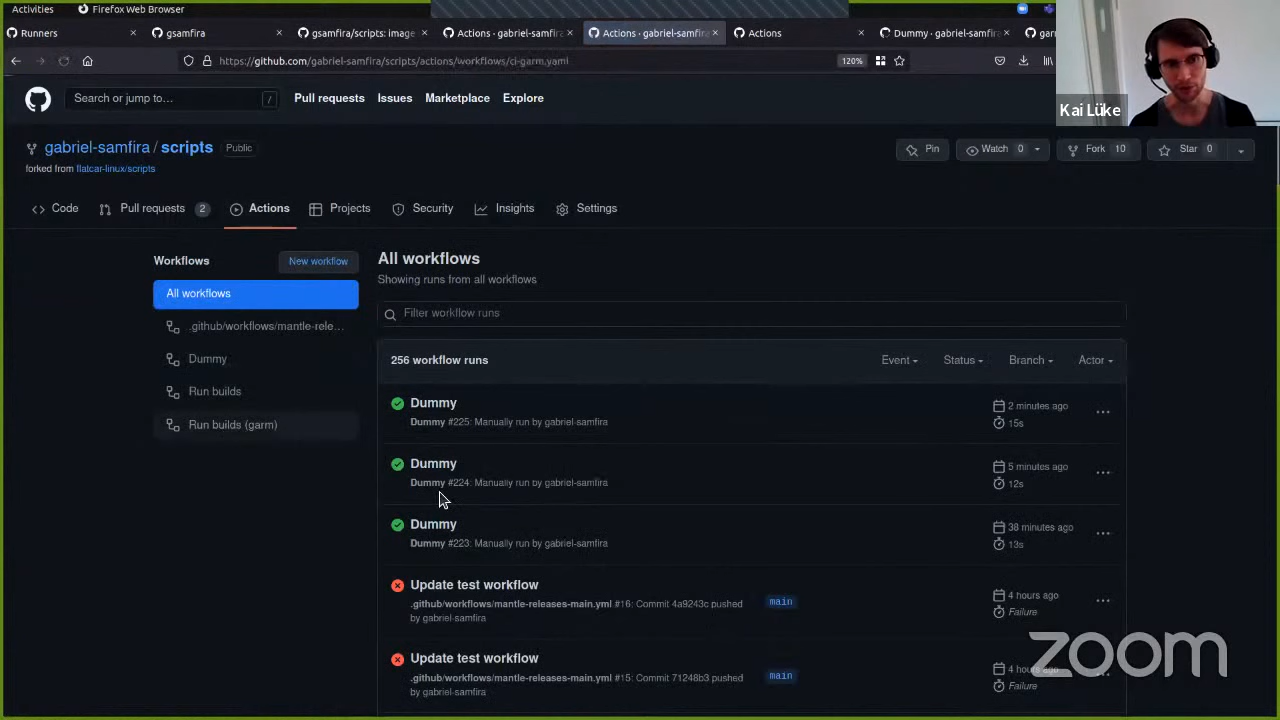 Activities
Firefox Web Browser
Runners ×
gsamfira ×
gsamfira/scripts: image ×
Actions · gabriel-samfira ×
Actions · gabriel-samfira ×
Actions ×
Dummy · gabriel-samfira ×
https://github.com/gabriel-samfira/scripts/actions/workflows/ci-garm.yaml
120%
Kai Lüke
Search or jump to... /
Pull requests Issues Marketplace Explore
gabriel-samfira / scripts Public
forked from flatcar-linux/scripts
Pin
Watch 0
Fork 10
Star 0
Code
Pull requests 2
Actions
Projects
Security
Insights
Settings
Workflows
New workflow
All workflows
.github/workflows/mantle-rele...
Dummy
Run builds
Run builds (garm)
All workflows
Showing runs from all workflows
Filter workflow runs
256 workflow runs
Event Status Branch Actor
Dummy
Dummy #225: Manually run by gabriel-samfira
2 minutes ago
15s
Dummy
Dummy #224: Manually run by gabriel-samfira
5 minutes ago
12s
Dummy
Dummy #223: Manually run by gabriel-samfira
38 minutes ago
13s
Update test workflow
.github/workflows/mantle-releases-main.yml #16: Commit 4a9243c pushed
by gabriel-samfira
main
4 hours ago
Failure
Update test workflow
.github/workflows/mantle-releases-main.yml #15: Commit 71248b3 pushed
by gabriel-samfira
main
4 hours ago
Failure
zoom